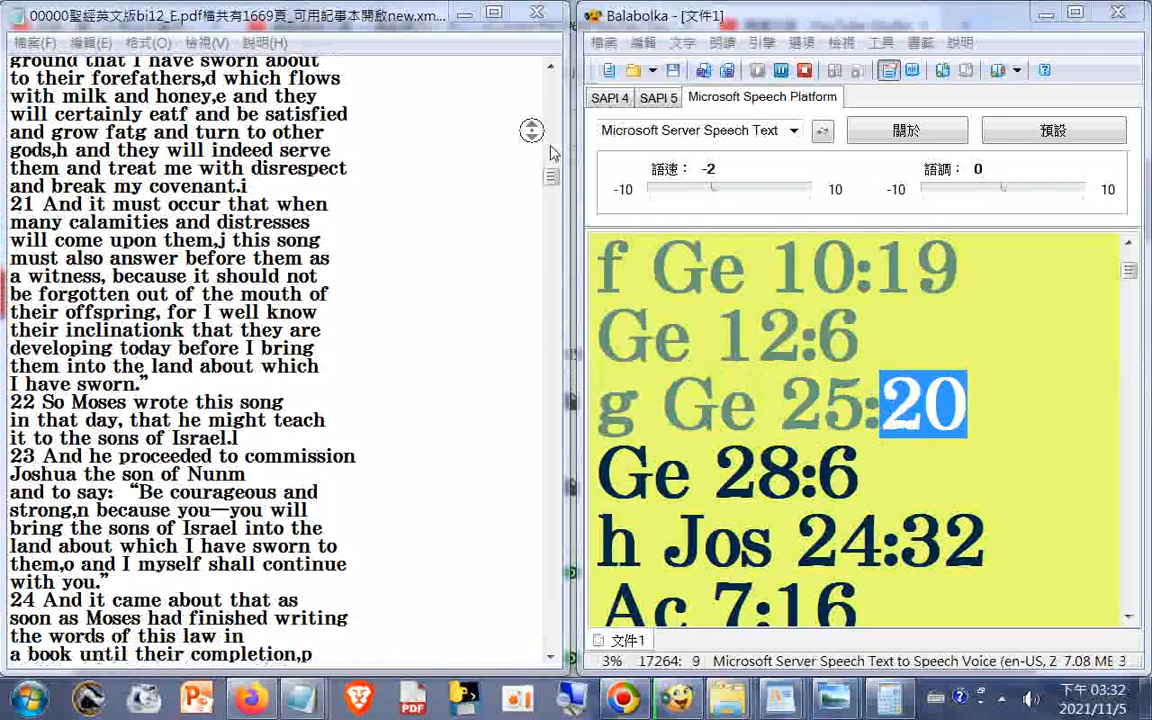 00000聖經英文版bi12_E.pdf檔共有1669頁_可用記事本開啟new.xm...
檔案(F) 編輯(E) 格式(O) 檢視(V) 說明(H)
ground that I have sworn about
to their forefathers,d which flows
with milk and honey,e and they
will certainly eatf and be satisfied
and grow fatg and turn to other
gods,h and they will indeed serve
them and treat me with disrespect
and break my covenant.i
21 And it must occur that when
many calamities and distresses
will come upon them,j this song
must also answer before them as
a witness, because it should not
be forgotten out of the mouth of
their offspring, for I well know
their inclinationk that they are
developing today before I bring
them into the land about which
I have sworn.”
22 So Moses wrote this song
in that day, that he might teach
it to the sons of Israel.l
23 And he proceeded to commission
Joshua the son of Nunm
and to say: “Be courageous and
strong,n because you—you will
bring the sons of Israel into the
land about which I have sworn to
them,o and I myself shall continue
with you.”
24 And it came about that as
soon as Moses had finished writing
the words of this law in
a book until their completion,p
Balabolka - [文件1]
檔案 編輯 文字 朗讀 引擎 選項 檢視 工具 書籤 說明
SAPI 4 SAPI 5 Microsoft Speech Platform
Microsoft Server Speech Text 關於 預設
語速： -2 語調： 0
-10 10 -10 10
f Ge 10:19
Ge 12:6
g Ge 25:20
Ge 28:6
h Jos 24:32
Ac 7:16
文件1
3% 17264: 9 Microsoft Server Speech Text to Speech Voice (en-US, Z 7.08 ME 3
PDF
下午 03:32
2021/11/5